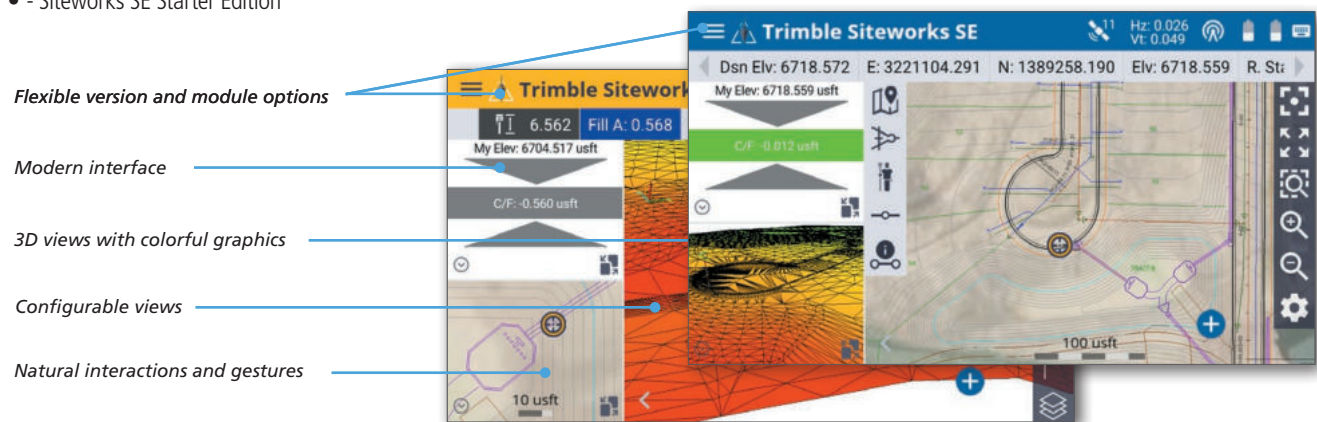 • - Siteworks SE Starter Edition
Flexible version and module options
Modern interface
3D views with colorful graphics
Configurable views
Natural interactions and gestures
Trimble Sitework
6.562 Fill A: 0.568
My Elev: 6704.517 usft
C/F: -0.560 usft
10 usft
Trimble Siteworks SE
11 Hz: 0.026
Vt: 0.049
Dsn Elv: 6718.572 E: 3221104.291 N: 1389258.190 Elv: 6718.559 R. Sta
My Elev: 6718.559 usft
C/F: -0.012 usft
100 usft